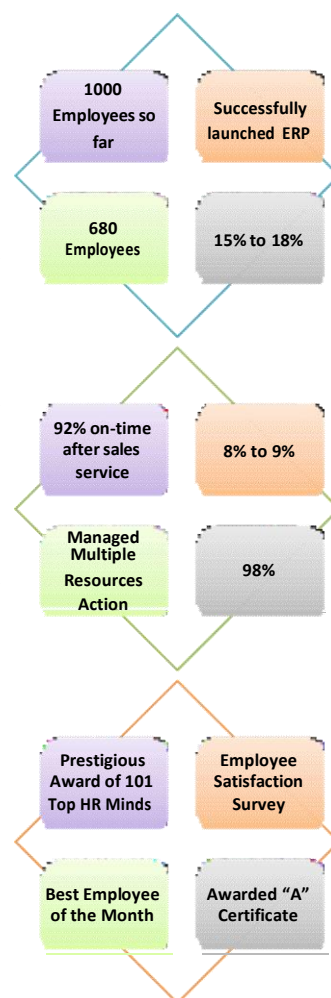 1000
Employees so
far
Successfully
launched ERP
680
Employees
15% to 18%
92% on-time
after sales
service
8% to 9%
Managed
Multiple
Resources
Action
98%
Prestigious
Award of 101
Top HR Minds
Employee
Satisfaction
Survey
Best Employee
of the Month
Awarded “A”
Certificate